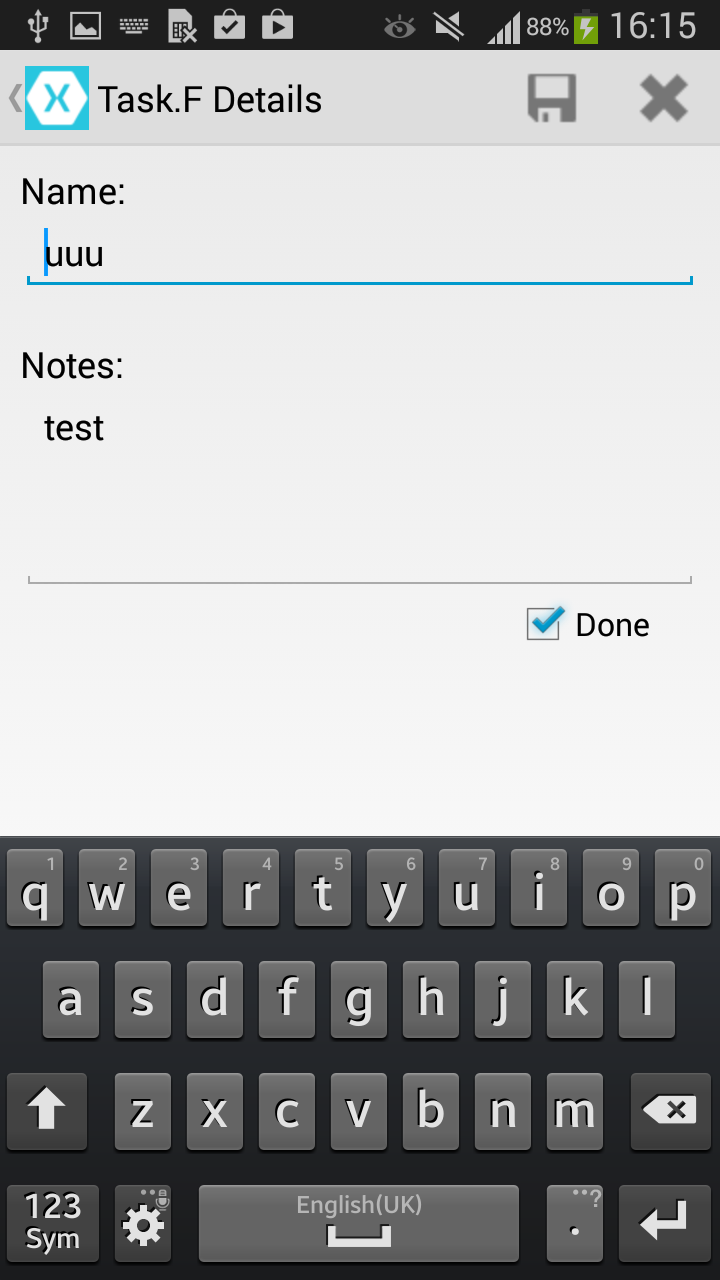 88% 16:15
Task.F Details
Name:
uuu
Notes:
test
Done
1 2 3 4 5 6 7 8 9 0
q w e r t y u i o p
a s d f g h j k l
z x c v b n m
123 English(UK) ?
Sym .